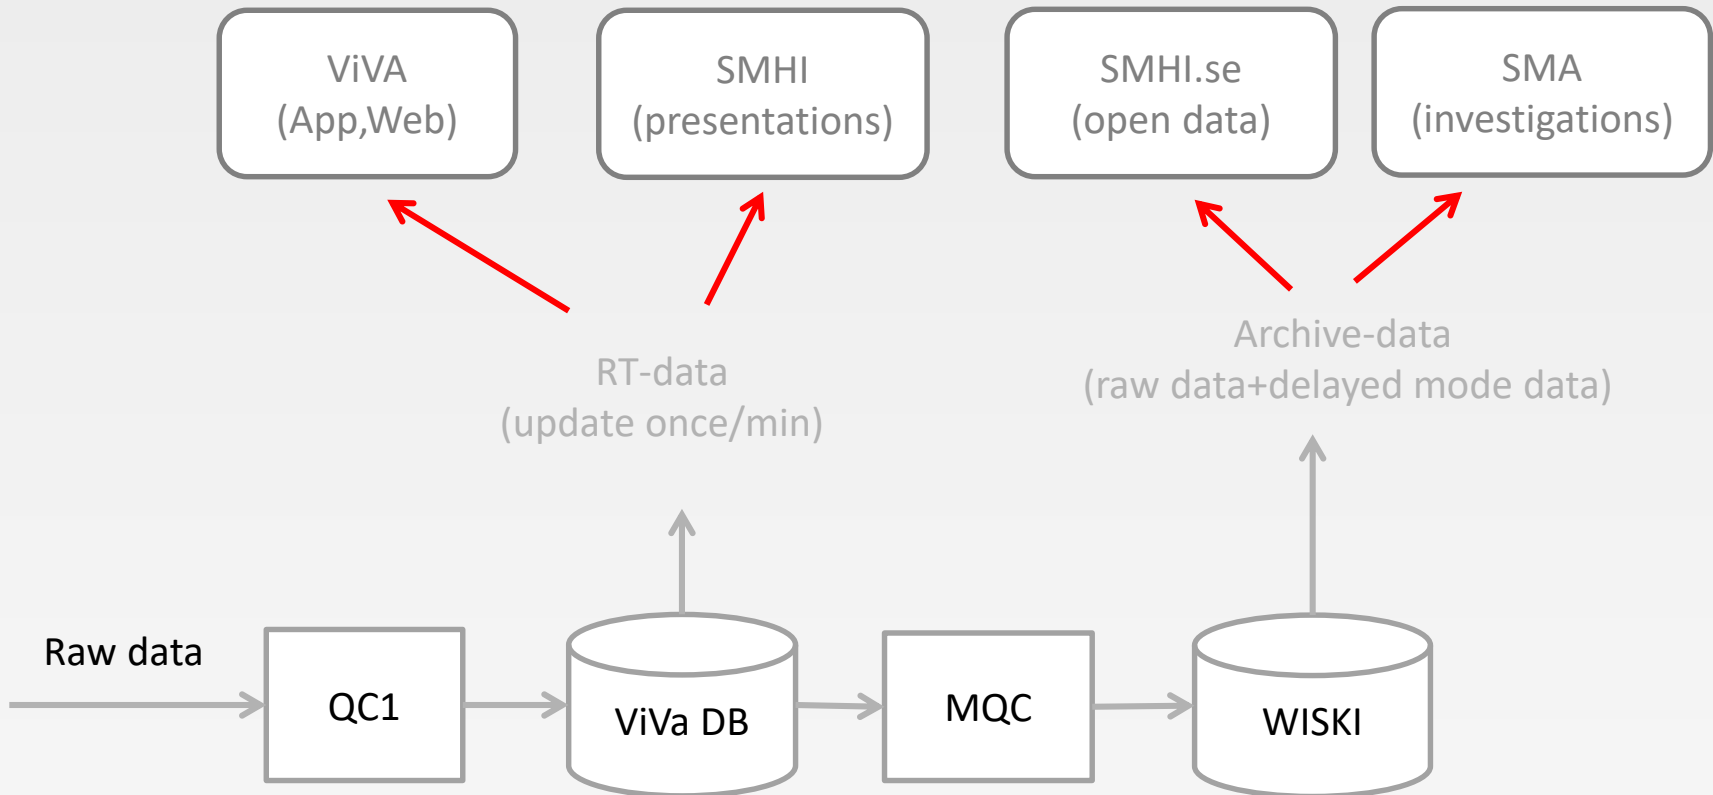 ViVA
(App,Web)
SMHI
(presentations)
SMHI.se
(open data)
SMA
(investigations)
RT-data
(update once/min)
Archive-data
(raw data+delayed mode data)
Raw data
QC1
ViVa DB
MQC
WISKI